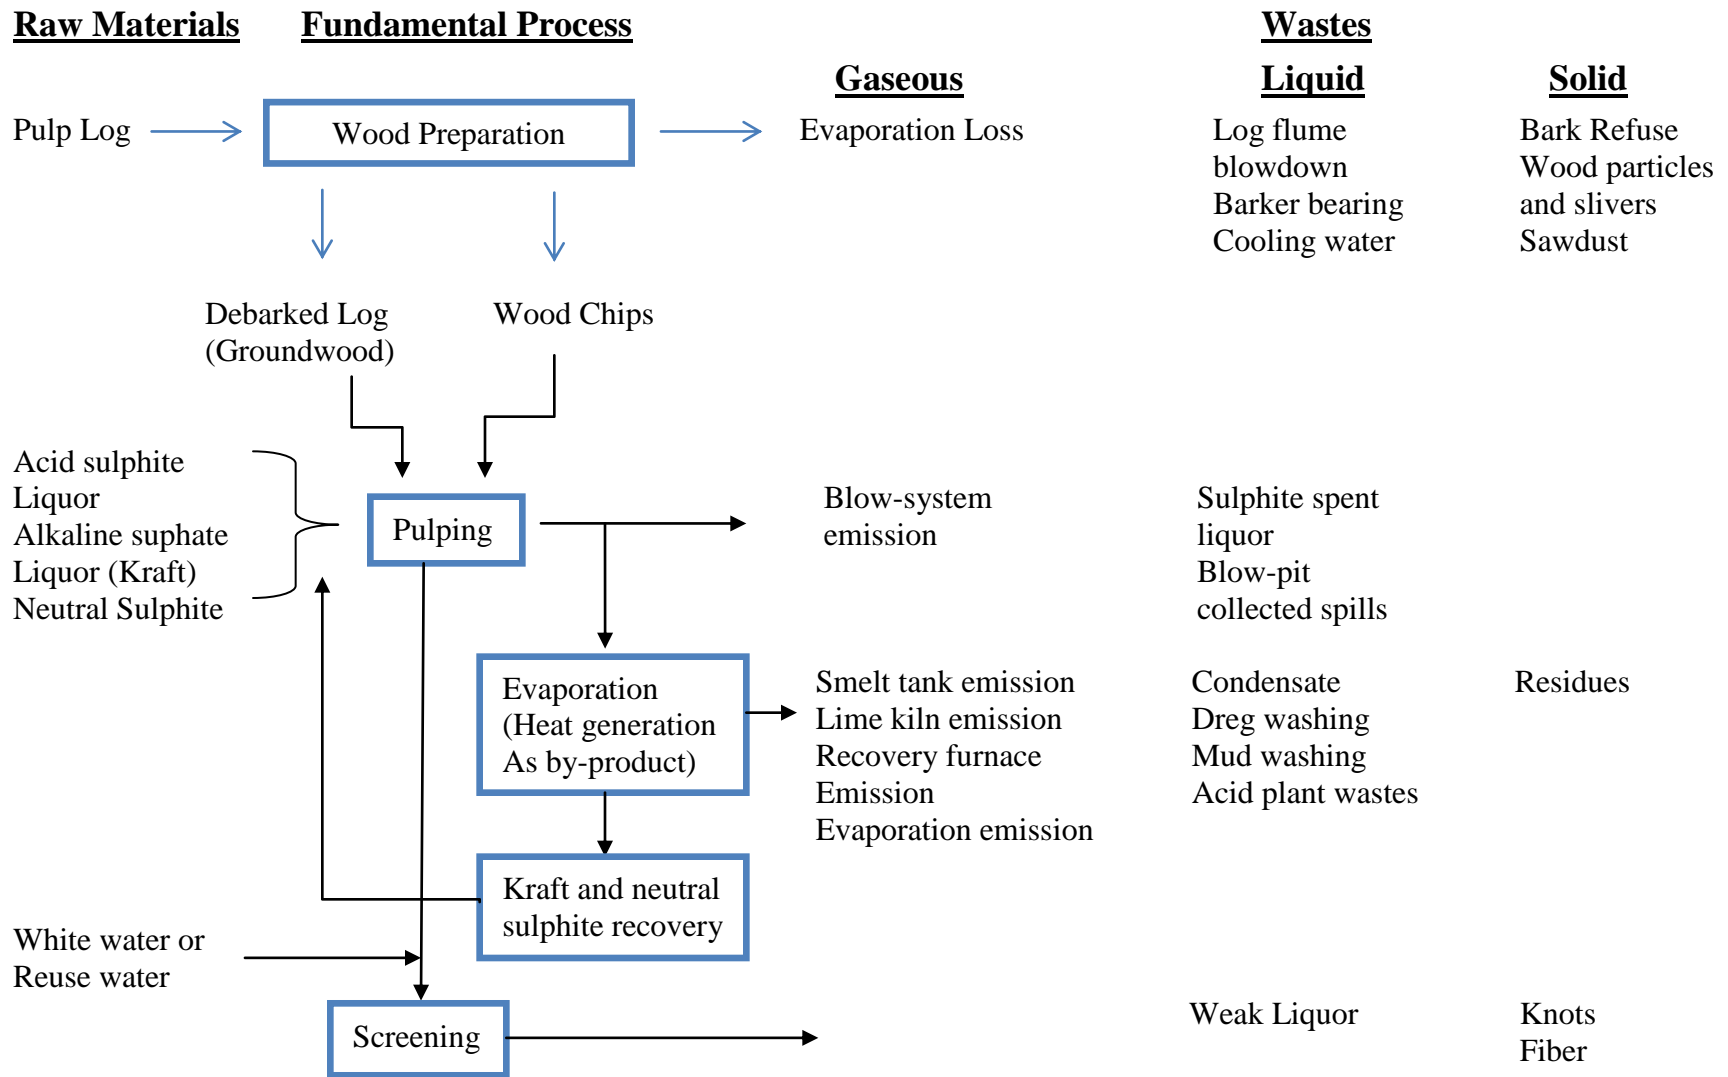 Raw Materials
Fundamental Process
Wastes
Gaseous
Liquid
Solid
Pulp Log
Wood Preparation
Evaporation Loss
Log flume
blowdown
Barker bearing
Cooling water
Bark Refuse
Wood particles
and slivers
Sawdust
Debarked Log
(Groundwood)
Wood Chips
Acid sulphite
Liquor
Alkaline suphate
Liquor (Kraft)
Neutral Sulphite
Pulping
Blow-system
emission
Sulphite spent
liquor
Blow-pit
collected spills
Evaporation
(Heat generation
As by-product)
Smelt tank emission
Lime kiln emission
Recovery furnace
Emission
Evaporation emission
Condensate
Dreg washing
Mud washing
Acid plant wastes
Residues
Kraft and neutral
sulphite recovery
White water or
Reuse water
Screening
Weak Liquor
Knots
Fiber